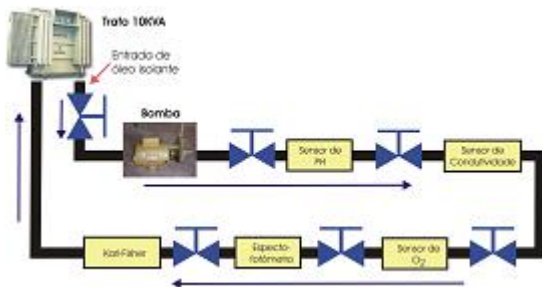 Trafo 10KVA
Entrada de
óleo isolante
Bomba
Sensor de
PH
Sensor de
Condutividade
Karl-Fisher
Especto-
fotômetro
Sensor de
O2